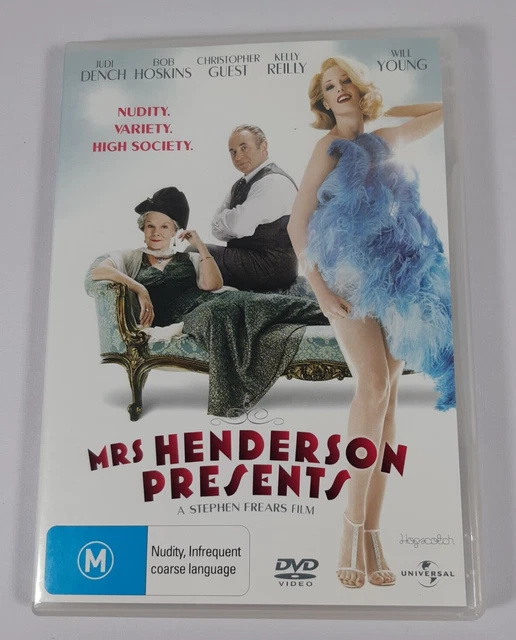 JUDI DENCH
BOB HOSKINS
CHRISTOPHER GUEST
KELLY REILLY
WILL YOUNG
NUDITY.
VARIETY.
HIGH SOCIETY.
MRS HENDERSON
PRESENTS
A STEPHEN FREARS FILM
M
Nudity, Infrequent
coarse language
DVD
VIDEO
Hopscotch
UNIVERSAL